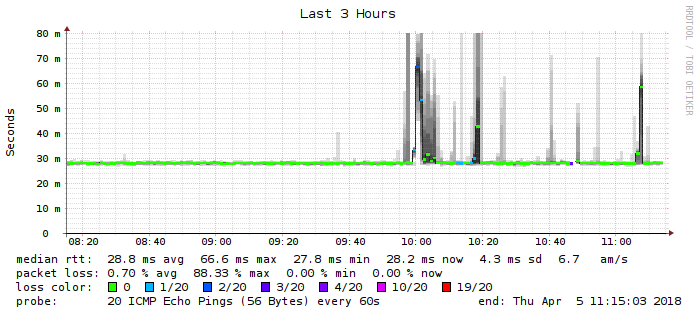 Last 3 Hours
RRDTOOL / TOBI OETIKER
Seconds
80 m
70 m
60 m
50 m
40 m
30 m
20 m
10 m
0
08:20 08:40 09:00 09:20 09:40 10:00 10:20 10:40 11:00
median rtt: 28.8 ms avg 66.6 ms max 27.8 ms min 28.2 ms now 4.3 ms sd 6.7 am/s
packet loss: 0.70 % avg 88.33 % max 0.00 % min 0.00 % now
loss color: 0 1/20 2/20 3/20 4/20 10/20 19/20
probe: 20 ICMP Echo Pings (56 Bytes) every 60s end: Thu Apr 5 11:15:03 2018